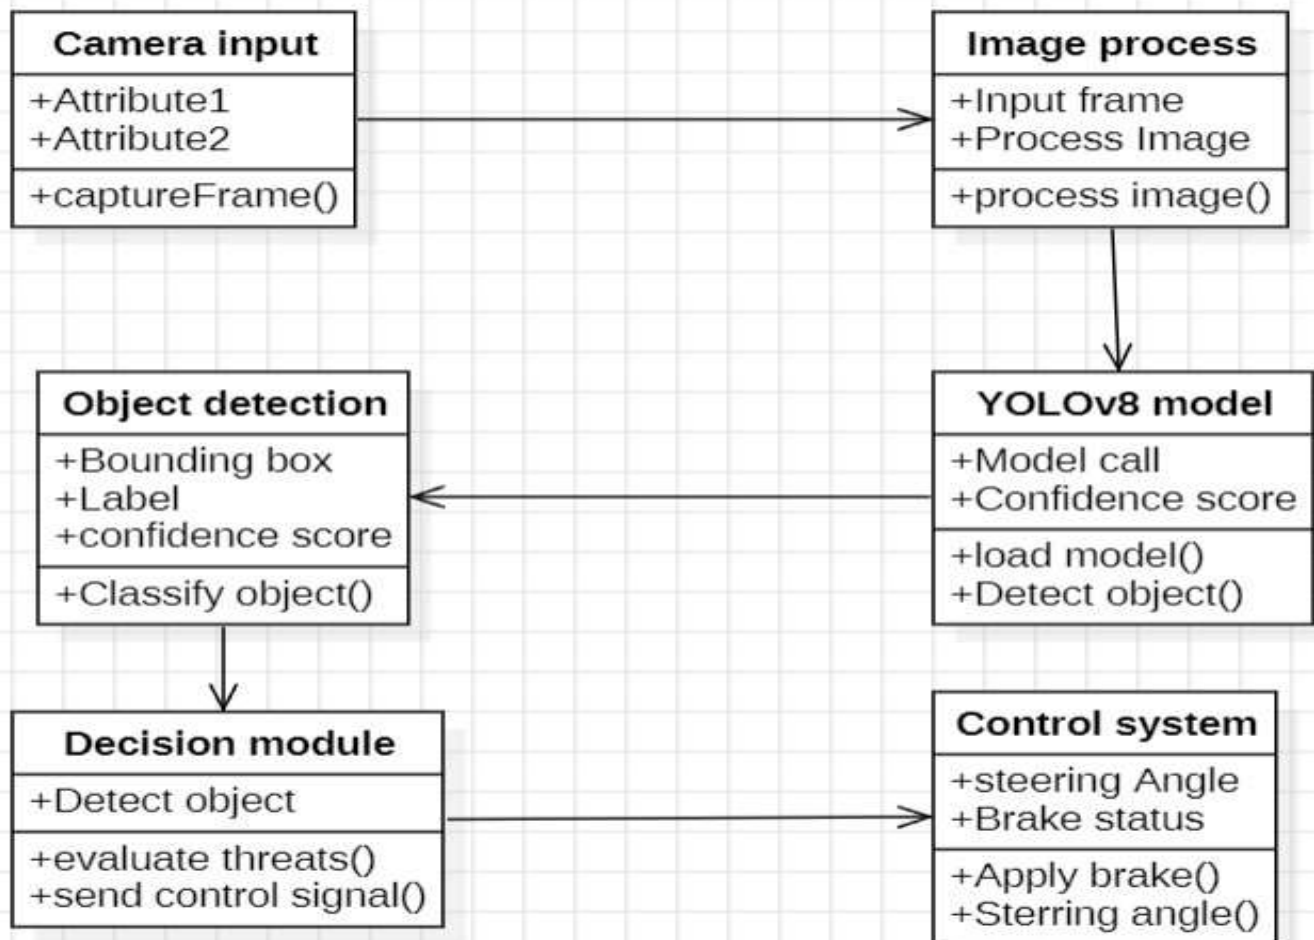 Camera input
+Attribute1
+Attribute2
+captureFrame()
Image process
+Input frame
+Process Image
+process image()
Object detection
+Bounding box
+Label
+confidence score
+Classify object()
YOLOv8 model
+Model call
+Confidence score
+load model()
+Detect object()
Decision module
+Detect object
+evaluate threats()
+send control signal()
Control system
+steering Angle
+Brake status
+Apply brake()
+Sterring angle()